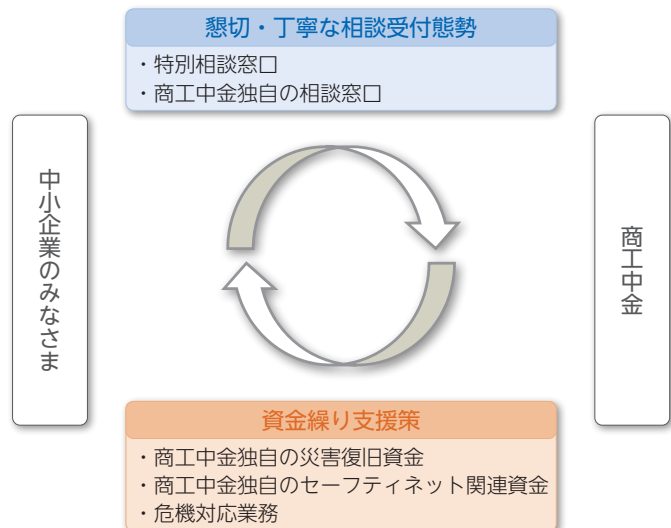 懇切・丁寧な相談受付態勢
・特別相談窓口
・商工中金独自の相談窓口
中小企業のみなさま
商工中金
資金繰り支援策
・商工中金独自の災害復旧資金
・商工中金独自のセーフティネット関連資金
・危機対応業務